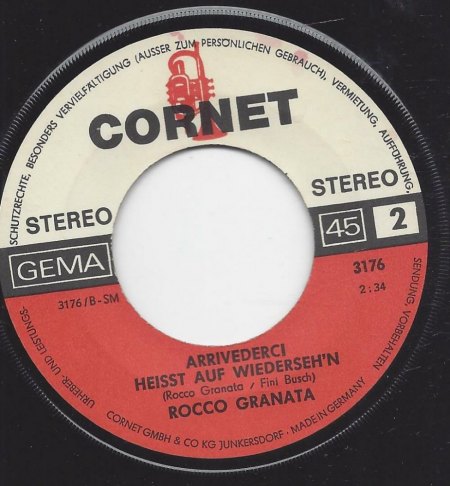 URHEBER- UND LEISTUNGS-SCHUTZRECHTE, BESONDERS VERVIELFÄLTIGUNG (AUSSER ZUM PERSÖNLICHEN GEBRAUCH), VERMIETUNG, AUFFÜHRUNG, SENDUNG, VORBEHALTEN
CORNET
STEREO STEREO
GEMA 45 2
3176/B-SM 3176
2:34
ARRIVEDERCI
HEISST AUF WIEDERSEH'N
(Rocco Granata / Fini Busch)
ROCCO GRANATA
CORNET GMBH & CO KG JUNKERSDORF · MADE IN GERMANY